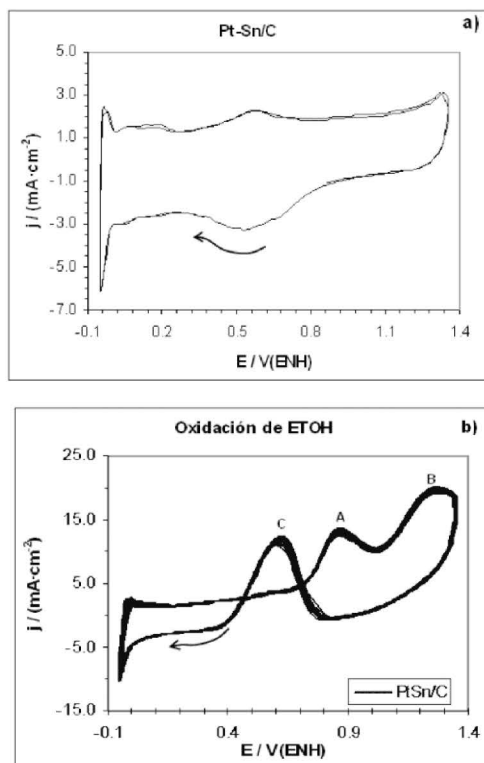 a)
Pt-Sn/C
5.0
3.0
1.0
-1.0
-3.0
-5.0
-7.0
j / (mA·cm⁻²)
-0.1 0.2 0.5 0.8 1.1 1.4
E / V(ENH)
b)
Oxidación de ETOH
25.0
15.0
5.0
-5.0
-15.0
j / (mA·cm⁻²)
C A B
PtSn/C
-0.1 0.4 0.9 1.4
E / V(ENH)